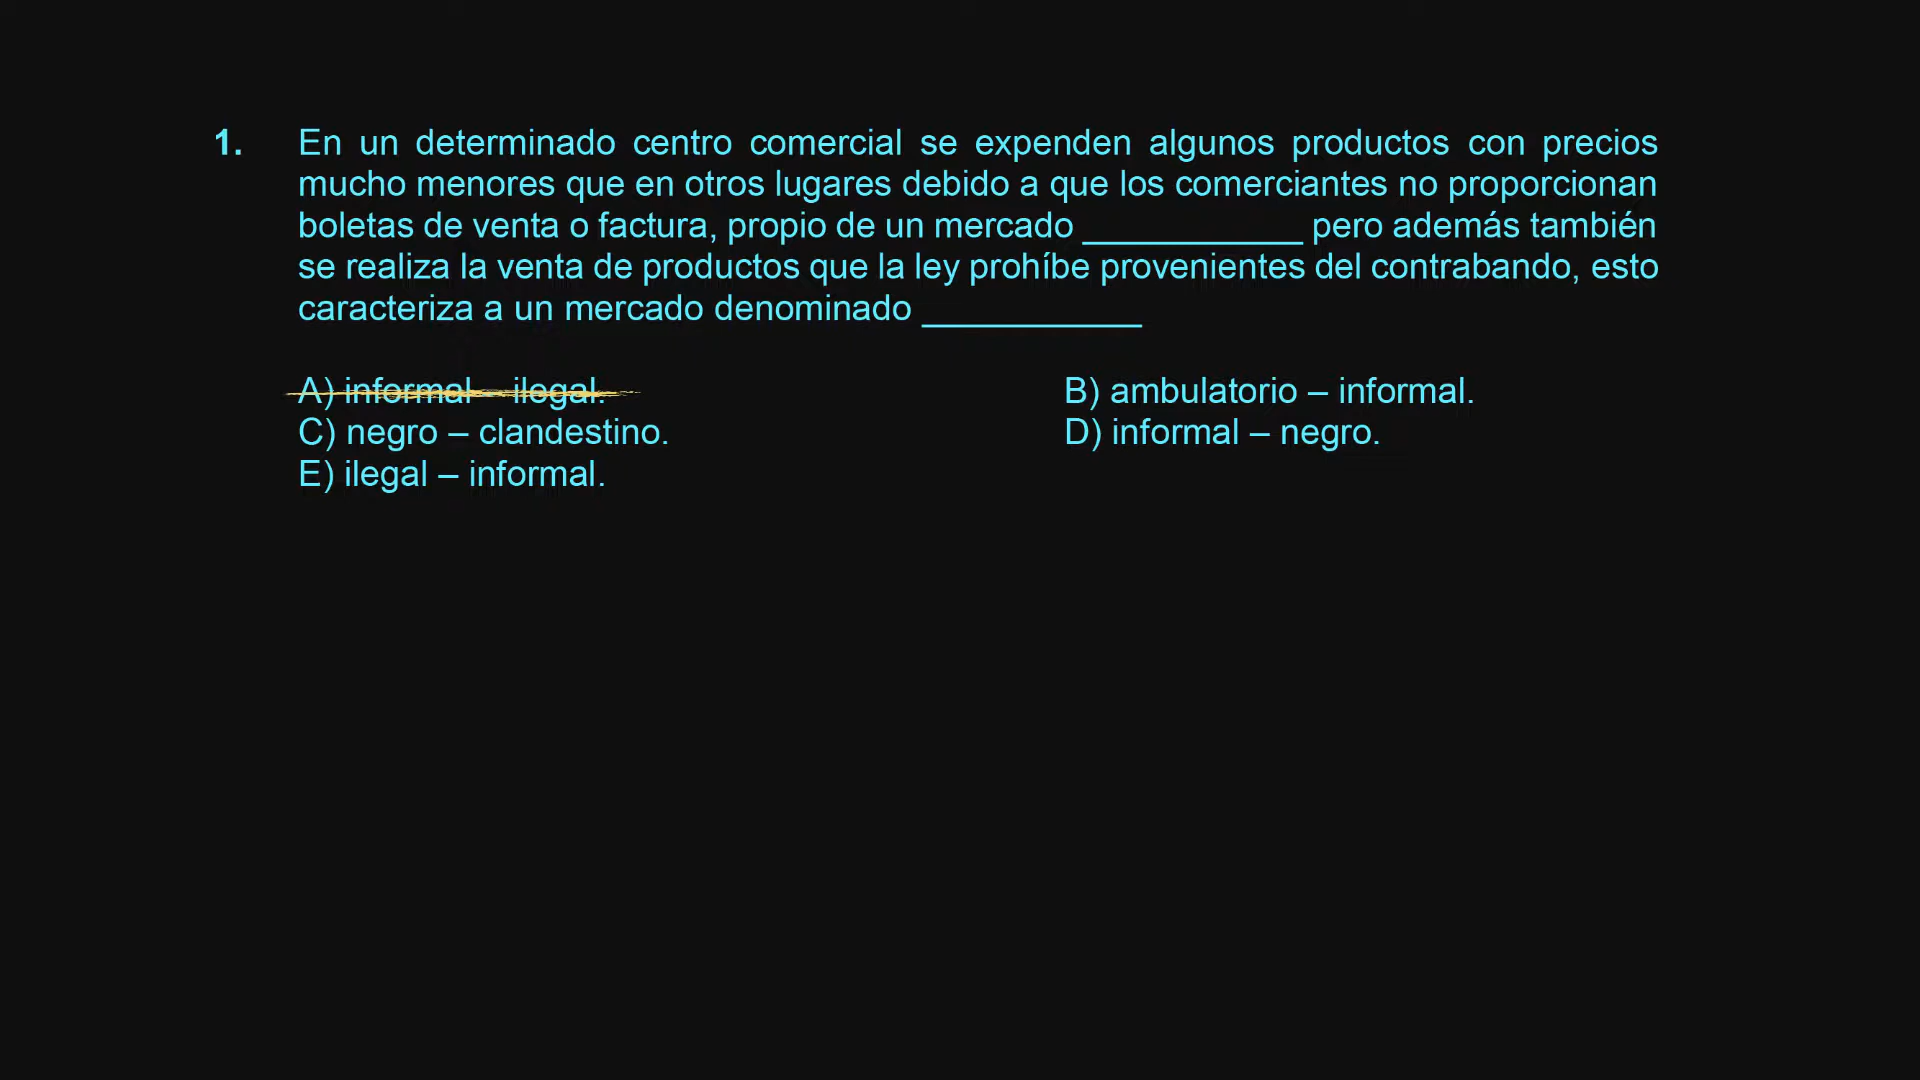 1. En un determinado centro comercial se expenden algunos productos con precios
mucho menores que en otros lugares debido a que los comerciantes no proporcionan
boletas de venta o factura, propio de un mercado ___________ pero además también
se realiza la venta de productos que la ley prohíbe provenientes del contrabando, esto
caracteriza a un mercado denominado ___________
A) informal – ilegal. B) ambulatorio – informal.
C) negro – clandestino. D) informal – negro.
E) ilegal – informal.